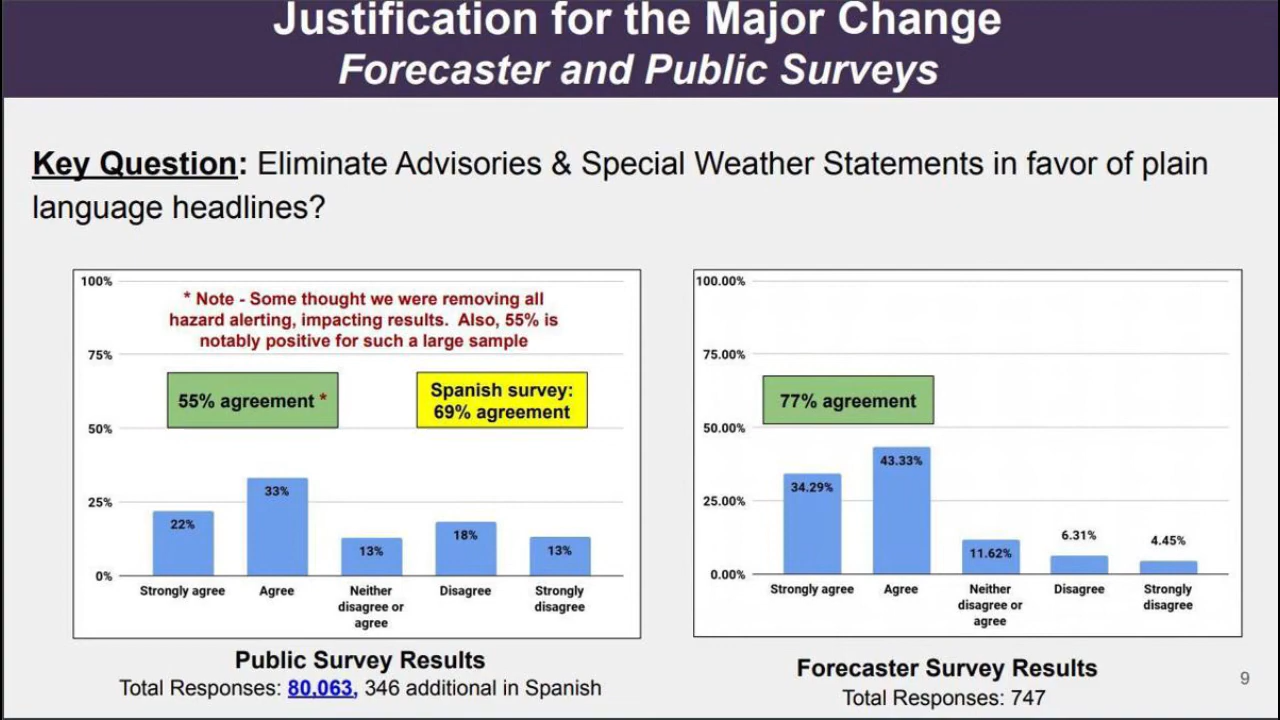 Justification for the Major Change
Forecaster and Public Surveys
Key Question: Eliminate Advisories & Special Weather Statements in favor of plain
language headlines?
100%
* Note - Some thought we were removing all
hazard alerting, impacting results. Also, 55% is
notably positive for such a large sample
75%
55% agreement *
Spanish survey:
69% agreement
50%
33%
25%
22%
18%
13%
13%
0%
Strongly agree
Agree
Neither
disagree or
agree
Disagree
Strongly
disagree
Public Survey Results
Total Responses: 80,063, 346 additional in Spanish
100.00%
75.00%
77% agreement
50.00%
43.33%
34.29%
25.00%
11.62%
6.31%
4.45%
0.00%
Strongly agree
Agree
Neither
disagree or
agree
Disagree
Strongly
disagree
Forecaster Survey Results
Total Responses: 747
9